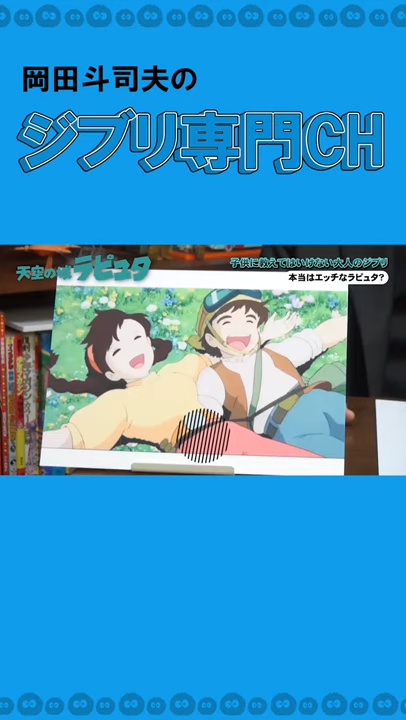 岡田斗司夫の
ジブリ専門CH
天空の城ラピュタ
子供に教えてはいけない大人のジブリ
本当はエッチなラピュタ?